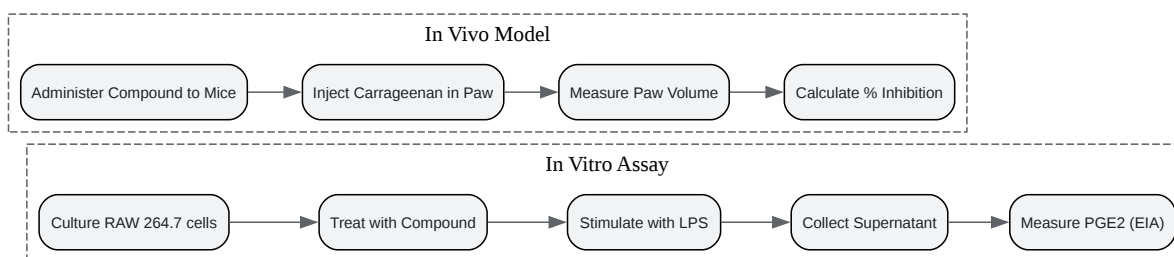 In Vivo Model
Administer Compound to Mice
Inject Carrageenan in Paw
Measure Paw Volume
Calculate % Inhibition
In Vitro Assay
Culture RAW 264.7 cells
Treat with Compound
Stimulate with LPS
Collect Supernatant
Measure PGE2 (EIA)